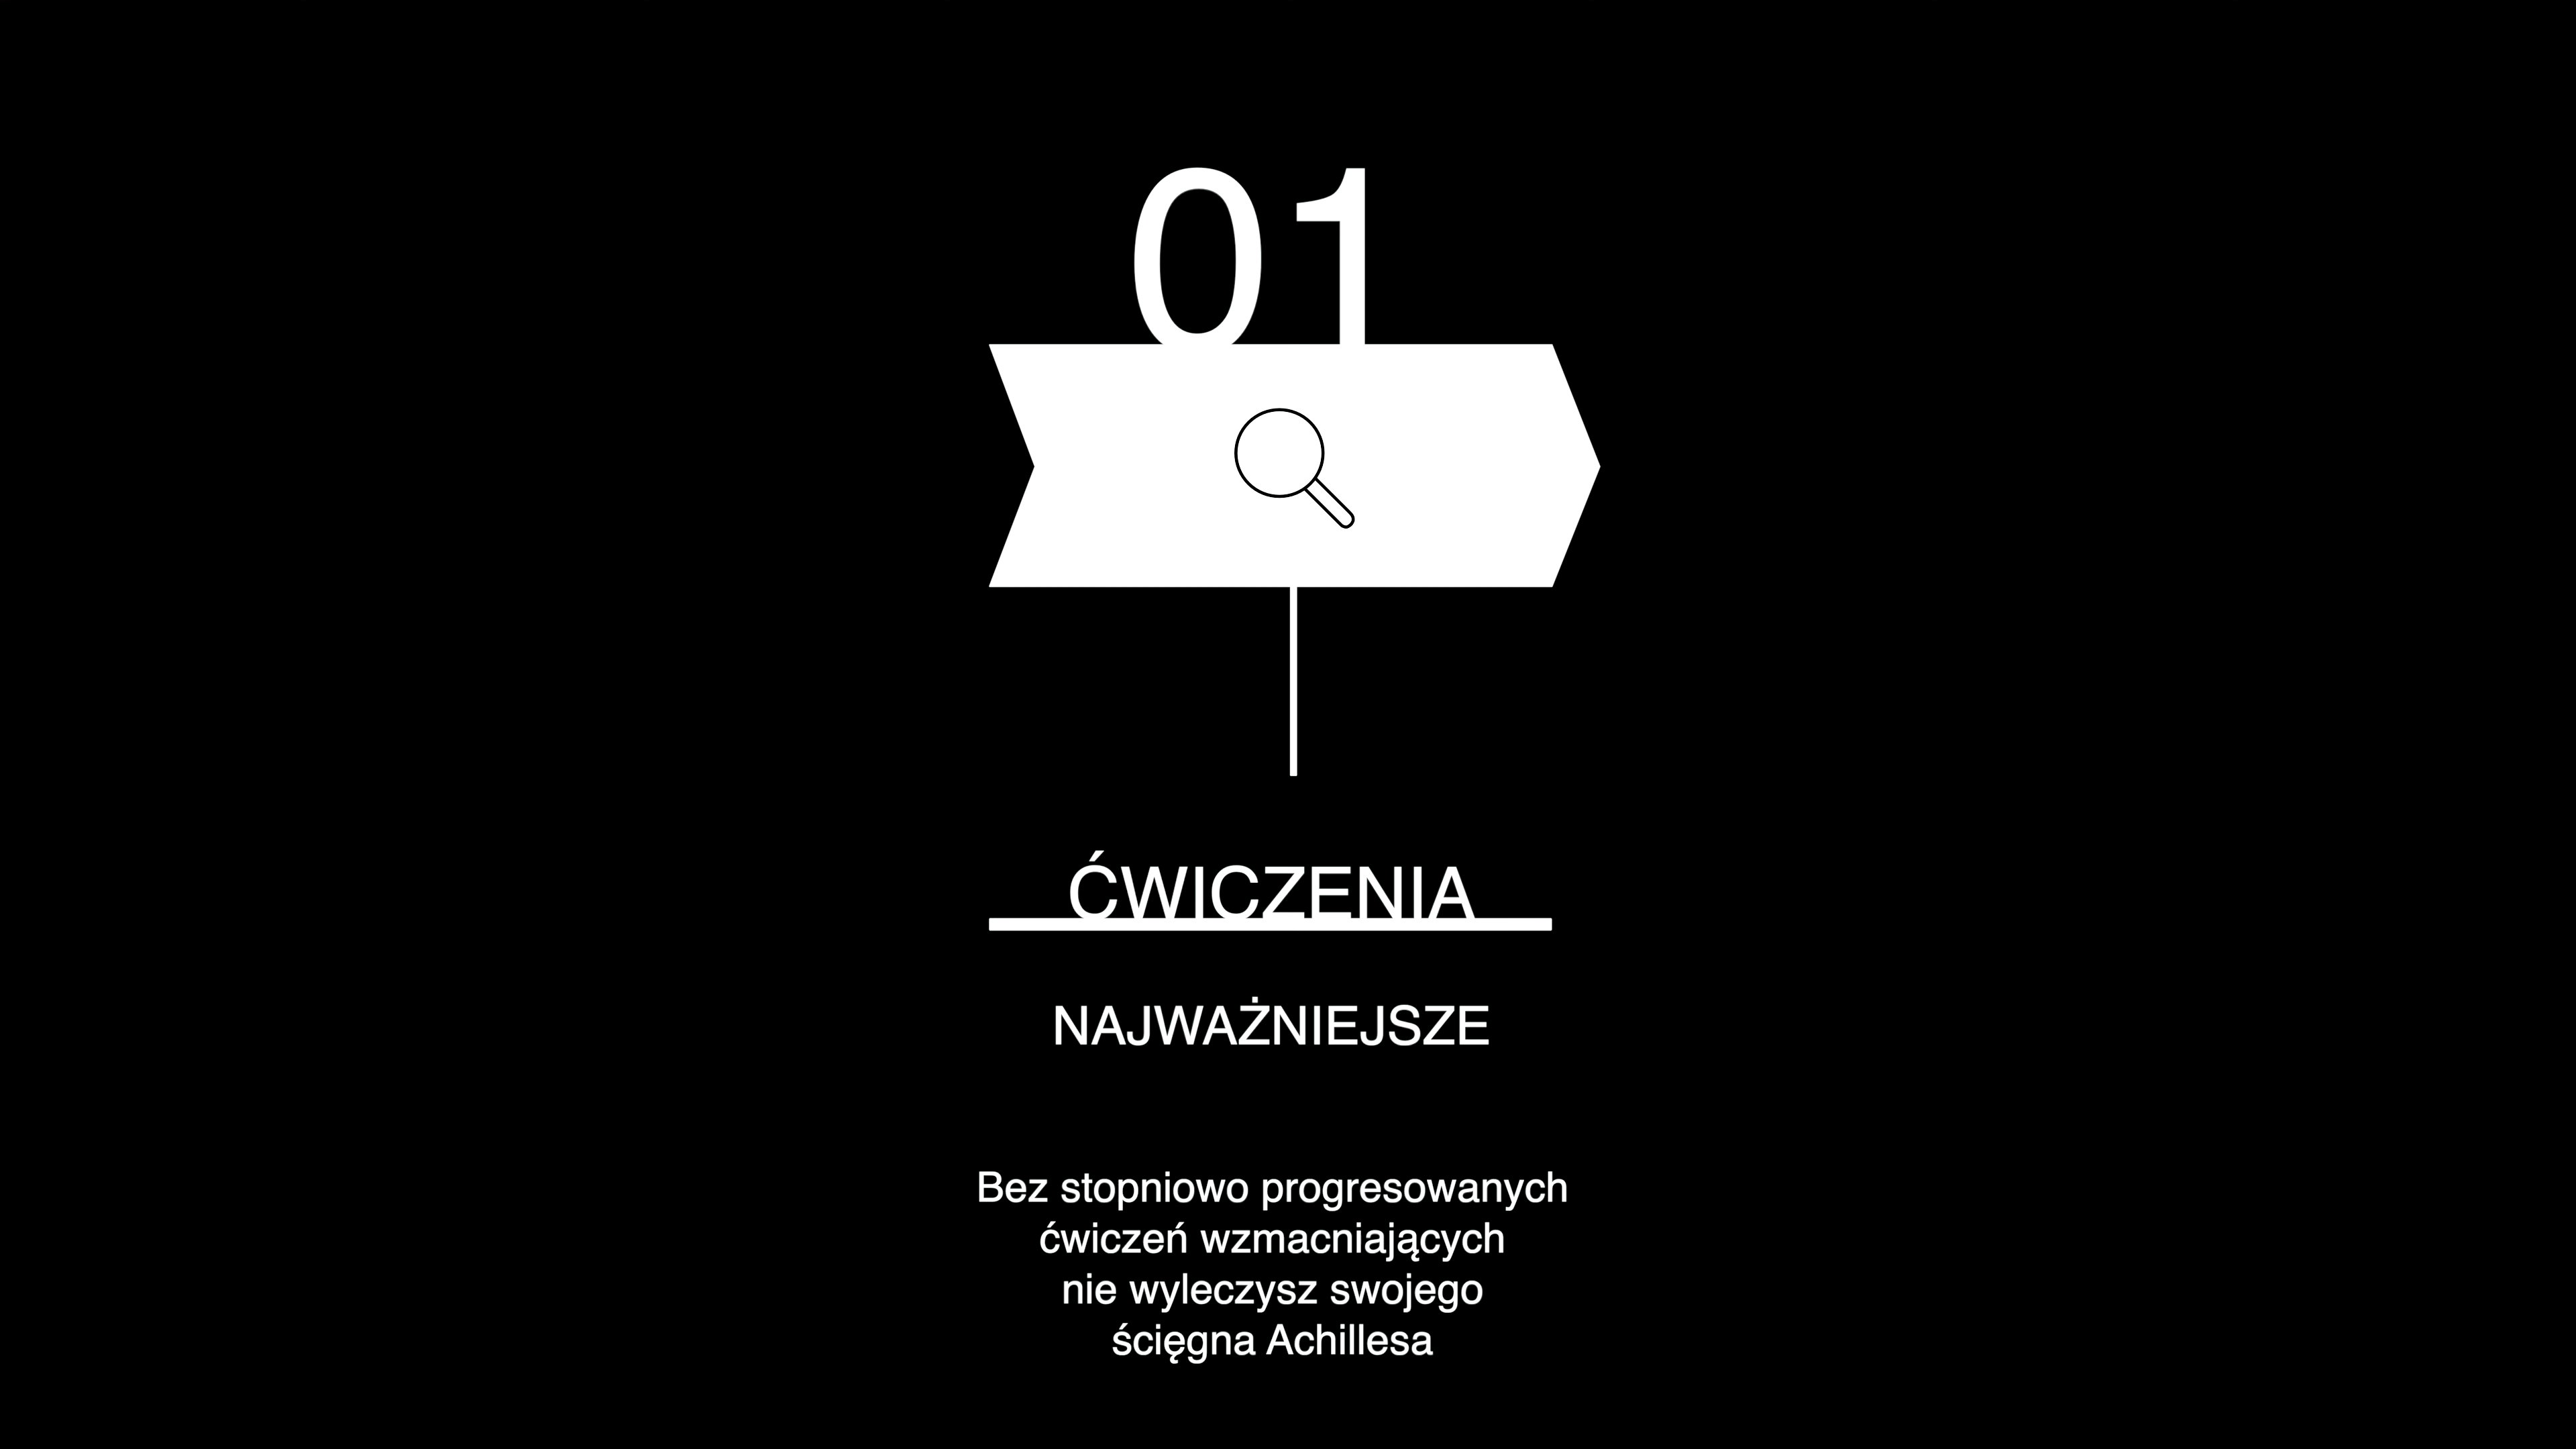 01
ĆWICZENIA
NAJWAŻNIEJSZE
Bez stopniowo progresowanych
ćwiczeń wzmacniających
nie wyleczysz swojego
ścięgna Achillesa